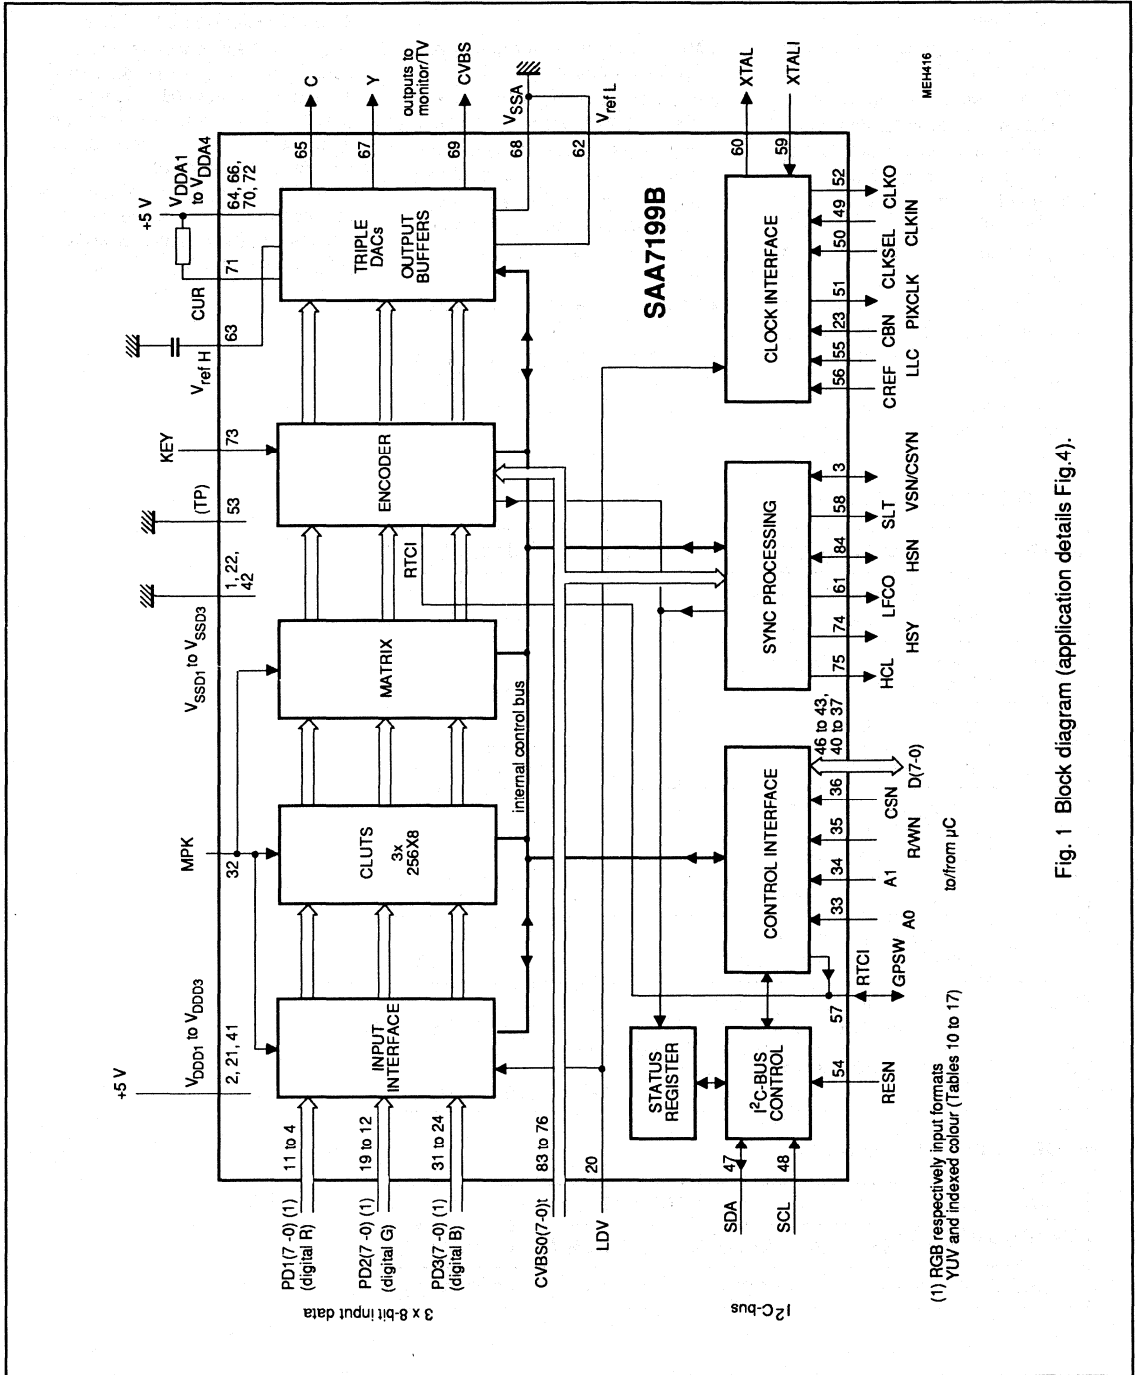 +5 V
V_DDD1 to V_DDD3
2, 21, 41
MPK
32
V_SSD1 to V_SSD3
1, 22,
42
(TP)
53
KEY
73
V_ref H
63
CUR
71
+5 V
V_DDA1
to V_DDA4
64, 66,
70, 72
3 x 8-bit input data
PD1(7 -0) (1)
(digital R)
11 to 4
PD2(7 -0) (1)
(digital G)
19 to 12
PD3(7 -0) (1)
(digital B)
31 to 24
INPUT
INTERFACE
CLUTS
3x
256X8
MATRIX
ENCODER
TRIPLE
DACs
OUTPUT
BUFFERS
65
C
67
Y
outputs to
monitor/TV
69
CVBS
68
V_SSA
62
V_ref L
RTCI
internal control bus
CVBS0(7-0)t
83 to 76
LDV
20
SAA7199B
STATUS
REGISTER
I²C-BUS
CONTROL
CONTROL INTERFACE
SYNC PROCESSING
CLOCK INTERFACE
I²C-bus
SDA
47
SCL
48
60
XTAL
59
XTALI
54
RESN
57
RTCI
GPSW
33
A0
34
A1
35
R/WN
36
CSN
46 to 43,
40 to 37
D(7-0)
to/from µC
75
HCL
74
HSY
61
LFCO
84
HSN
58
SLT
3
VSN/CSYN
56
CREF
55
LLC
23
CBN
51
PIXCLK
50
CLKSEL
49
CLKIN
52
CLKO
MEH416
(1) RGB respectively input formats
YUV and indexed colour (Tables 10 to 17)
Fig. 1 Block diagram (application details Fig.4).